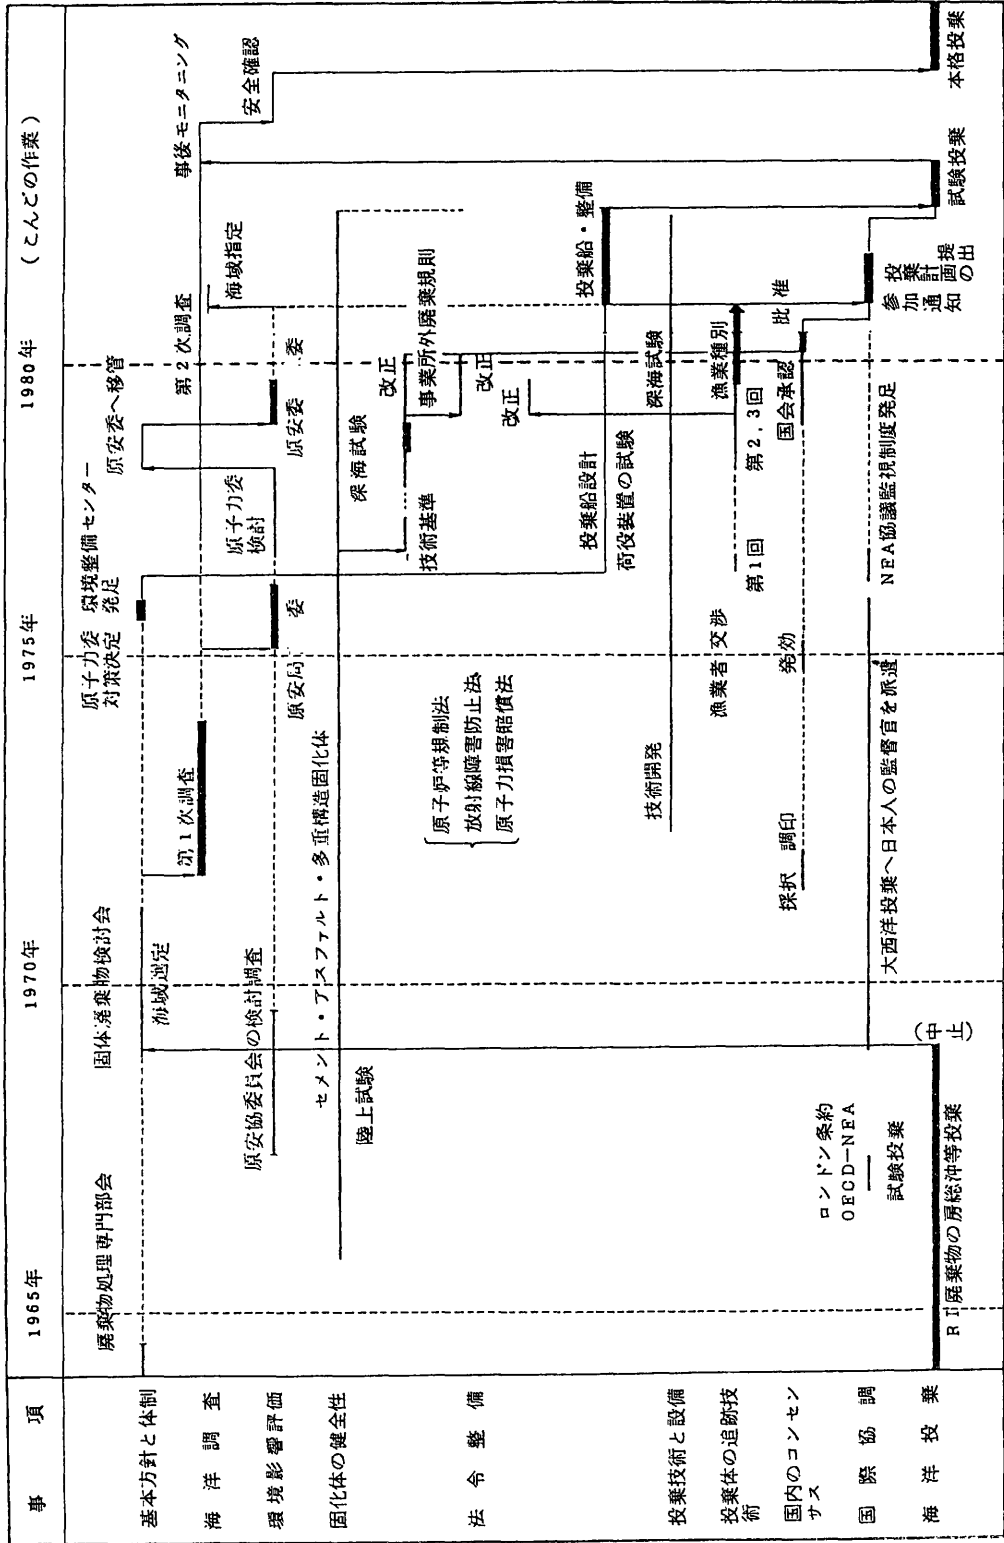 事項
1965年
1970年
1975年
1980年
(こんどの作業)
基本方針と体制
廃棄物処理専門部会
固体廃棄物検討会
海域選定
原子力委
対策決定
環境整備センター
発足
原安委へ移管
海洋調査
第1次調査
第2次調査
事後モニタニング
環境影響評価
原安協委員会の検討調査
原安局
委
原子力委
検討
原安委
委
海域指定
安全確認
固化体の健全性
セメント・アスファルト・多重構造固化体
陸上試験
深海試験
法令整備
原子炉等規制法
放射線障害防止法
原子力損害賠償法
技術基準
改正
事業所外廃棄規則
改正
改正
投棄技術と設備
投棄船設計
荷役装置の試験
投棄船・整備
投棄体の追跡技
術
技術開発
深海試験
国内のコンセン
サス
漁業者交渉
第1回
第2,3回
漁業種別
国会承認
批准
国際協調
ロンドン条約
OECD-NEA
試験投棄
採択
調印
発効
大西洋投棄へ日本人の監督官を派遣
NEA協議監視制度発足
参加
通知
投棄計画
の提出
海洋投棄
RI廃棄物の房総沖等投棄
(中止)
試験投棄
本格投棄